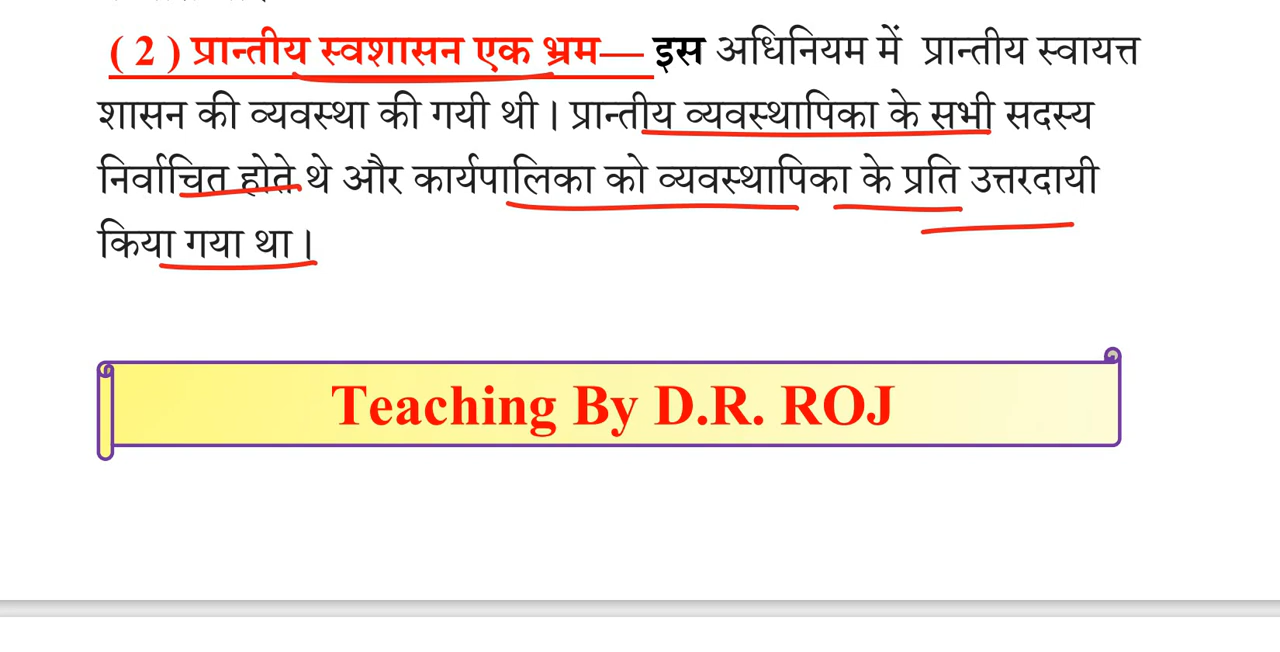 ( 2 ) प्रान्तीय स्वशासन एक भ्रम— इस अधिनियम में प्रान्तीय स्वायत्त
शासन की व्यवस्था की गयी थी। प्रान्तीय व्यवस्थापिका के सभी सदस्य
निर्वाचित होते थे और कार्यपालिका को व्यवस्थापिका के प्रति उत्तरदायी
किया गया था।
Teaching By D.R. ROJ